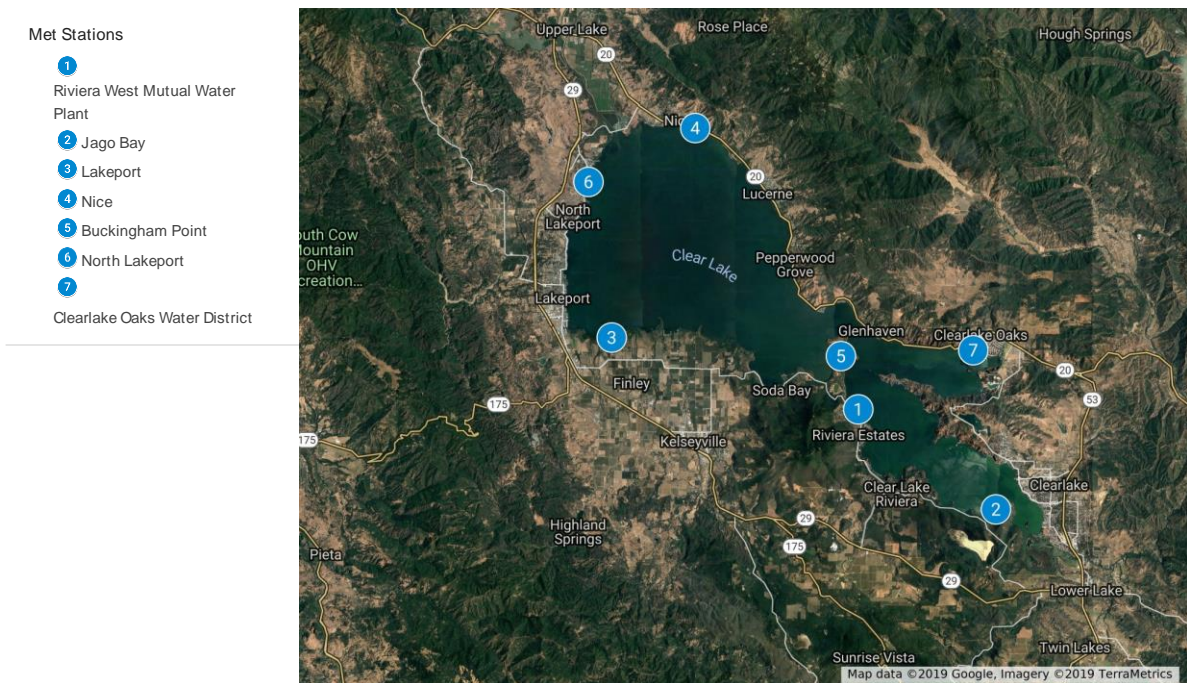 Met Stations
1
Riviera West Mutual Water
Plant
2 Jago Bay
3 Lakeport
4 Nice
5 Buckingham Point
6 North Lakeport
7
Clearlake Oaks Water District
Upper Lake
Rose Place
Hough Springs
20
29
4
20
Lucerne
6
North
Lakeport
outh Cow
Mountain
OHV
creation...
Clear Lake
Pepperwood
Grove
Lakeport
3
Glenhaven
Clearlake Oaks
5
7
Finley
Soda Bay
20
53
175
1
175
Riviera Estates
Kelseyville
Clear Lake
Riviera
Clearlake
2
29
Highland
Springs
175
Pieta
29
Lower Lake
Twin Lakes
Sunrise Vista
Map data ©2019 Google, Imagery ©2019 TerraMetrics